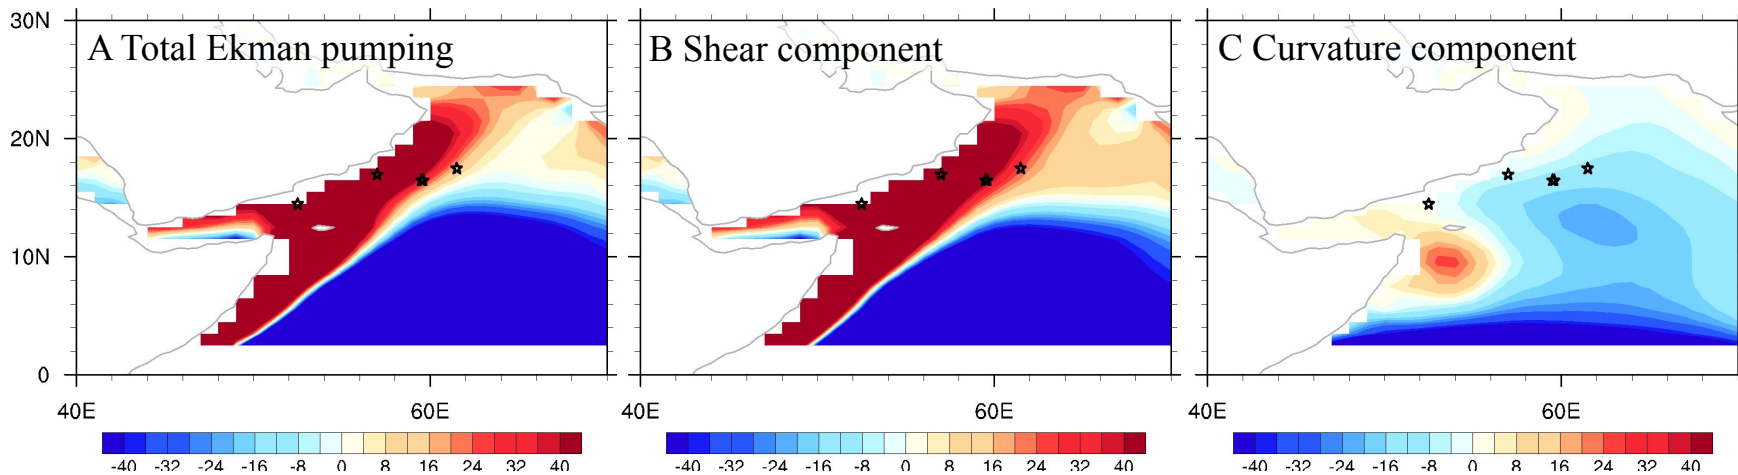 30N
A Total Ekman pumping
B Shear component
C Curvature component
20N
10N
0
40E 60E 40E 60E 40E 60E
-40 -32 -24 -16 -8 0 8 16 24 32 40 -40 -32 -24 -16 -8 0 8 16 24 32 40 -40 -32 -24 -16 -8 0 8 16 24 32 40